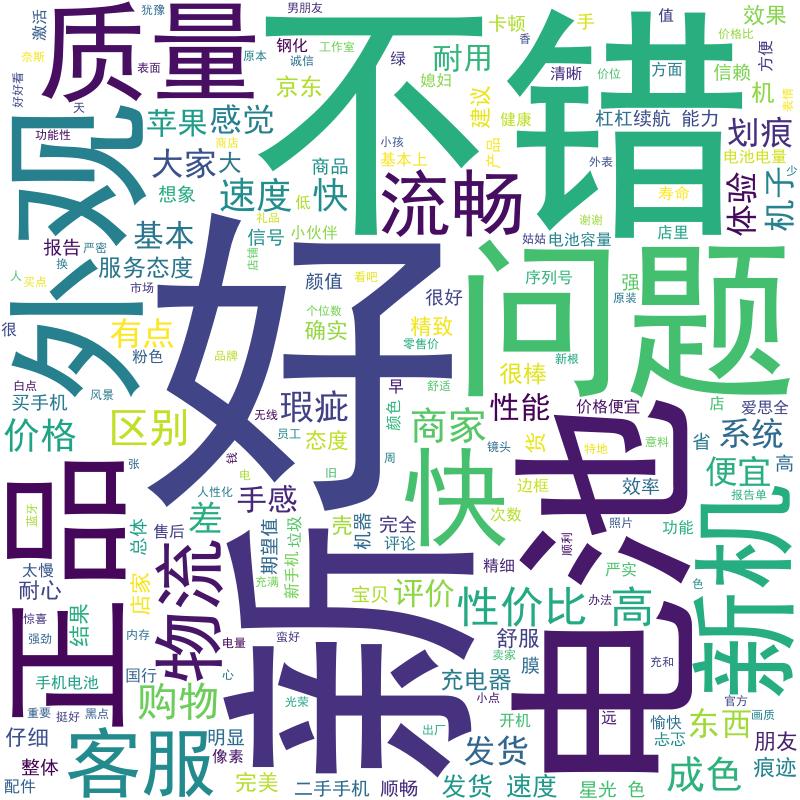 男朋友
不错
质量
犹豫
激活
奈斯
表面
原本
钢化
工作室
诚信
绿
卡顿
手
香
值
价格比
效果
耐用
媳妇
清晰
价位
方面
信赖
方便
好好看
天
京东
建议
健康
机
表情
外观
功能性
苹果
感觉
商店
小孩
产品
杠杠续航 能力
划痕
大家
大
商品
基本上
外表
电池电量
少
想象
速度 快
低
流畅
寿命
体验
机子
礼品
谢谢
店里
基本
信号
小伙伴
姑姑
电池容量
报告
严密
服务态度
店铺
好
问题
人
买点
换
市场
颜值
看吧
很好
序列号
强
原装
很
有点
粉色
个位数
确实
精致
零售价
新根
品牌
白点
风景
早
舒适
很棒
买手机
无线
瑕疵
颜色
性能
价格便宜
店
爱思全
价格
区别
员工
态度
商家
货
省
系统
钱
周
镜头
特地
意料
高
正品
张
电
旧
快
电池
便宜
人性化
手感
壳
边框
效率
报告单
蓝牙
差
期望值
机器
完全
次数
功能
新机
总体
售后
垃圾
评论
顺利
照片
太慢
新
新手机
精细
严实
色
耐心
物流
充满
宝贝
评价
店家
结果
办法
惊喜
性价比 高
强劲
内存
电量
蛮好
舒服
手机电池
国行
心
卖家
膜
充和
充电器
小点
重要
挺好
黑点
购物
光荣
远
官方
画质
出厂
开机
愉快
东西
仔细
客服
明显
像素
发货
忐忑
朋友
整体
成色
痕迹
配件
完美
二手手机
顺畅
发货 速度
星光 色